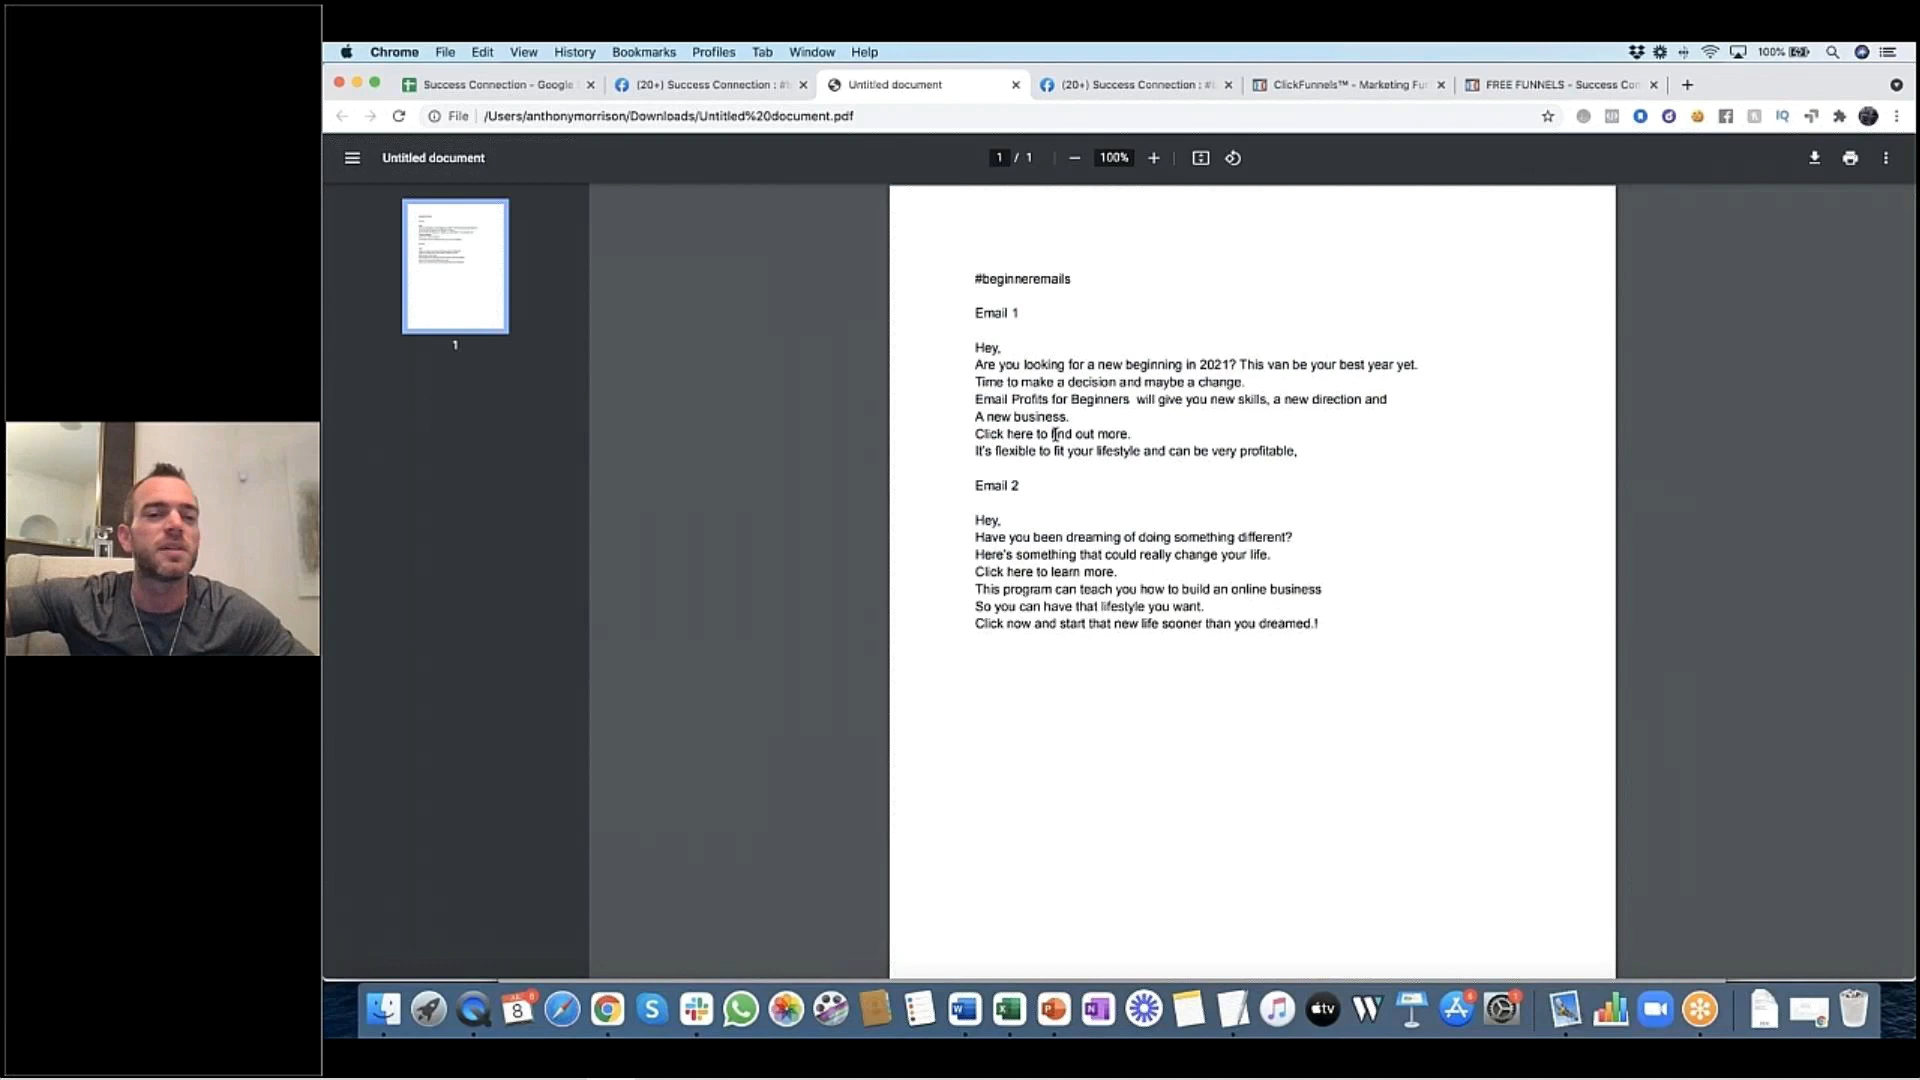 Chrome File Edit View History Bookmarks Profiles Tab Window Help 100%
Success Connection - Google
(20+) Success Connection : #
Untitled document
(20+) Success Connection : #
ClickFunnels™ - Marketing Fu
FREE FUNNELS - Success Con
File /Users/anthonymorrison/Downloads/Untitled%20document.pdf
IQ
Untitled document
1 / 1 100%
1
#beginneremails
Email 1
Hey,
Are you looking for a new beginning in 2021? This van be your best year yet.
Time to make a decision and maybe a change.
Email Profits for Beginners will give you new skills, a new direction and
A new business.
Click here to find out more.
It's flexible to fit your lifestyle and can be very profitable,
Email 2
Hey,
Have you been dreaming of doing something different?
Here's something that could really change your life.
Click here to learn more.
This program can teach you how to build an online business
So you can have that lifestyle you want.
Click now and start that new life sooner than you dreamed.!
8
tv